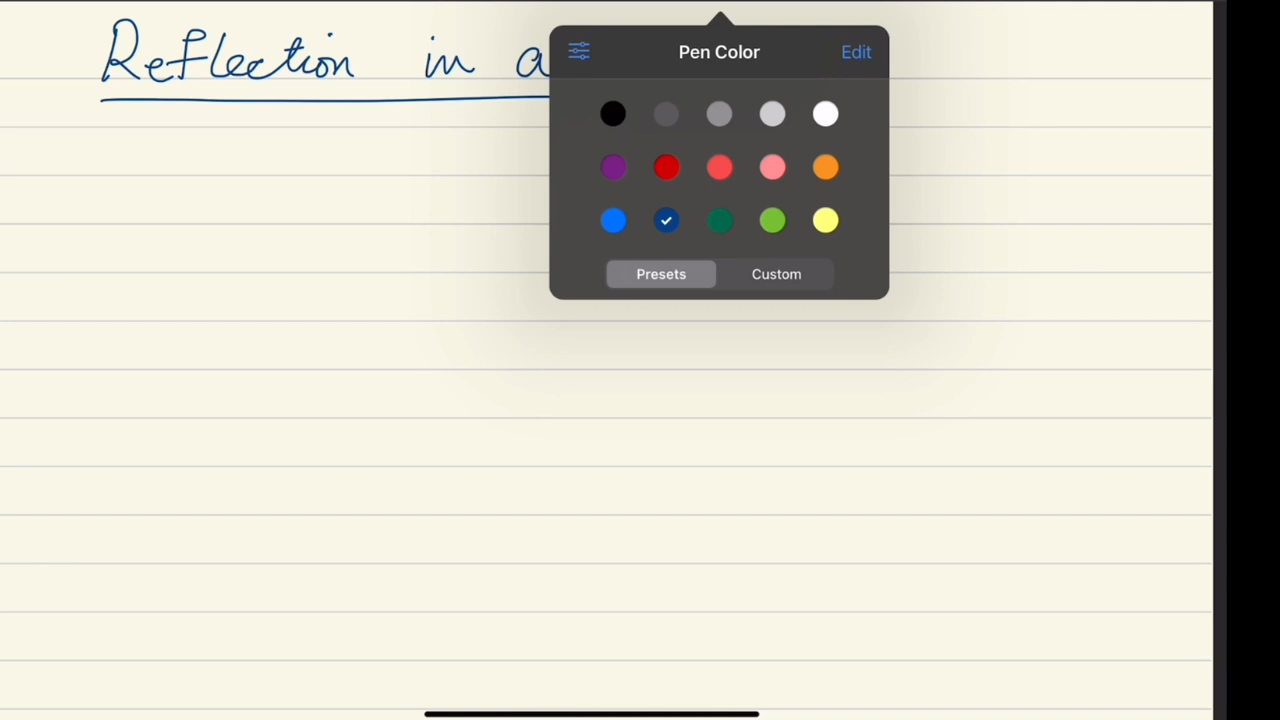 Reflection in a
Pen Color
Edit
Presets
Custom